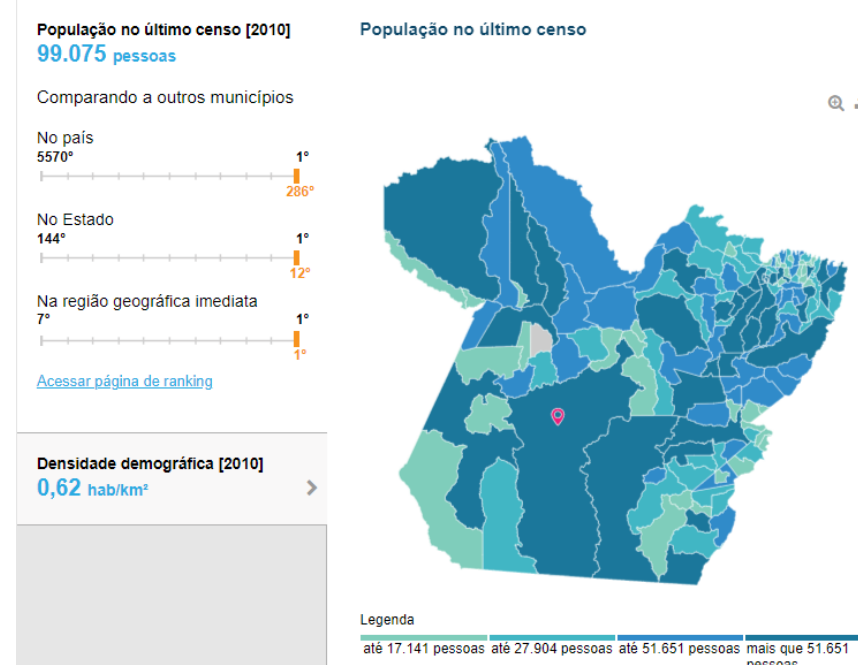 População no último censo [2010]
99.075 pessoas
Comparando a outros municípios
No país
5570° 1°
286°
No Estado
144° 1°
12°
Na região geográfica imediata
7° 1°
1°
Acessar página de ranking
Densidade demográfica [2010]
0,62 hab/km²
População no último censo
Legenda
até 17.141 pessoas até 27.904 pessoas até 51.651 pessoas mais que 51.651
pessoas